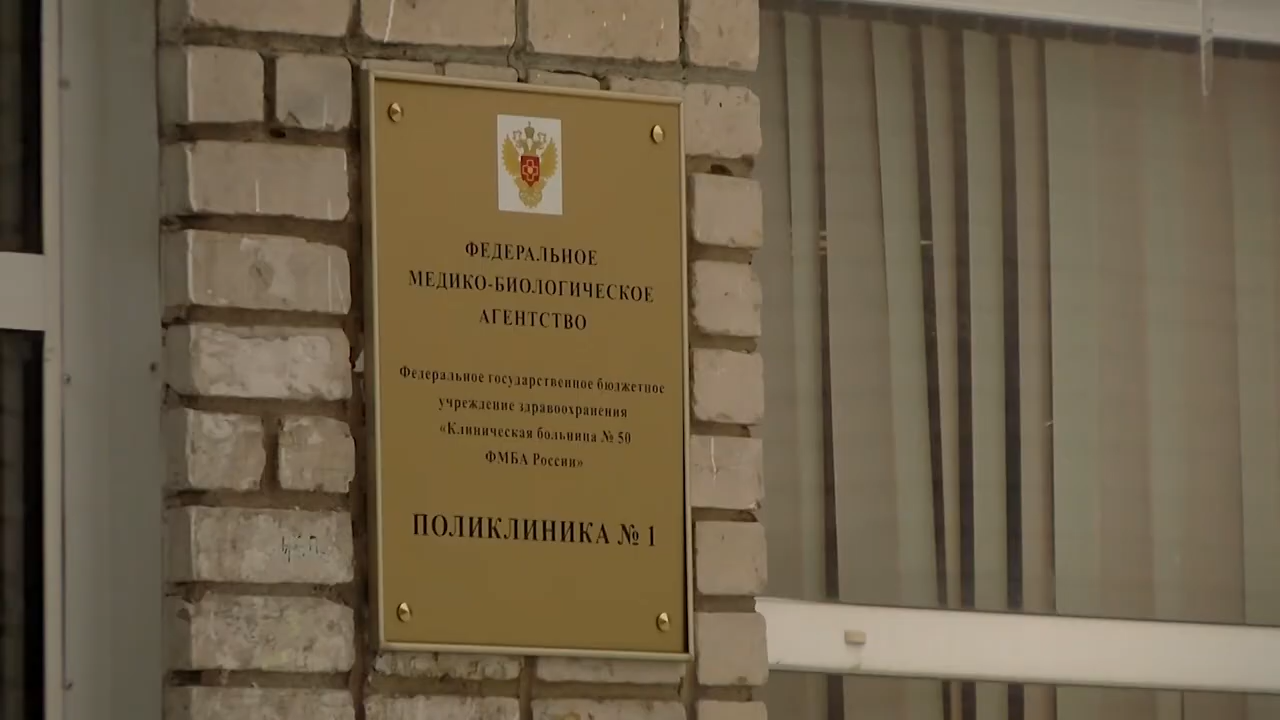 ФЕДЕРАЛЬНОЕ
МЕДИКО-БИОЛОГИЧЕСКОЕ
АГЕНТСТВО
Федеральное государственное бюджетное
учреждение здравоохранения
«Клиническая больница № 50
ФМБА России»
ПОЛИКЛИНИКА № 1